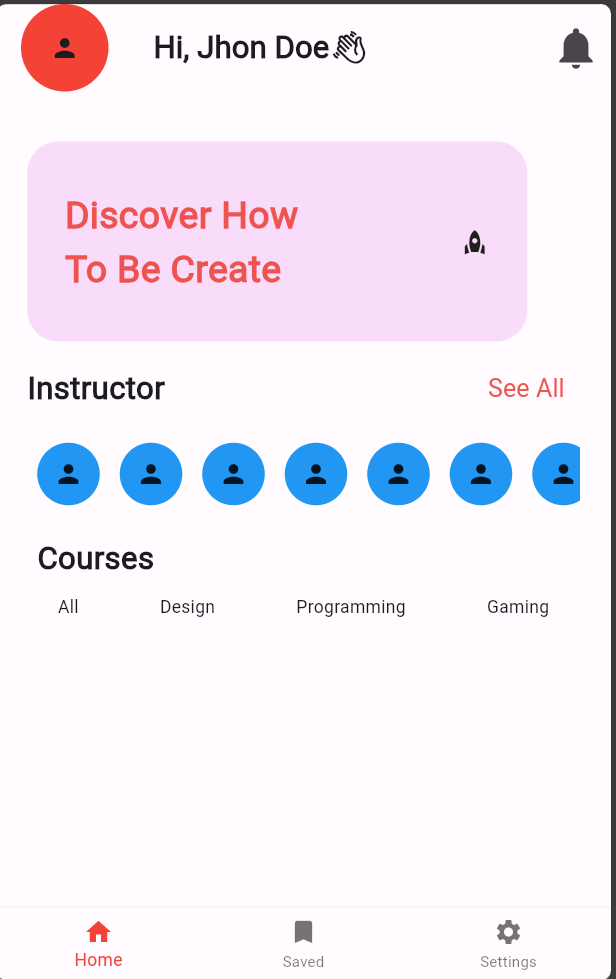 Hi, Jhon Doe👋
Discover How
To Be Create
Instructor
See All
Courses
All Design Programming Gaming
Home Saved Settings